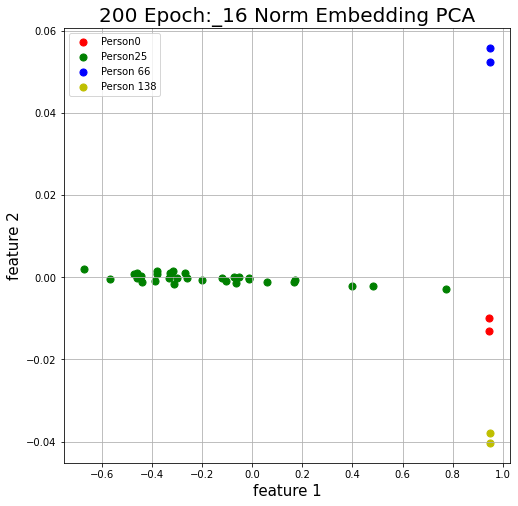 200 Epoch:_16 Norm Embedding PCA
Person0
Person25
Person 66
Person 138
0.06
0.04
0.02
0.00
−0.02
−0.04
feature 2
−0.6 −0.4 −0.2 0.0 0.2 0.4 0.6 0.8 1.0
feature 1